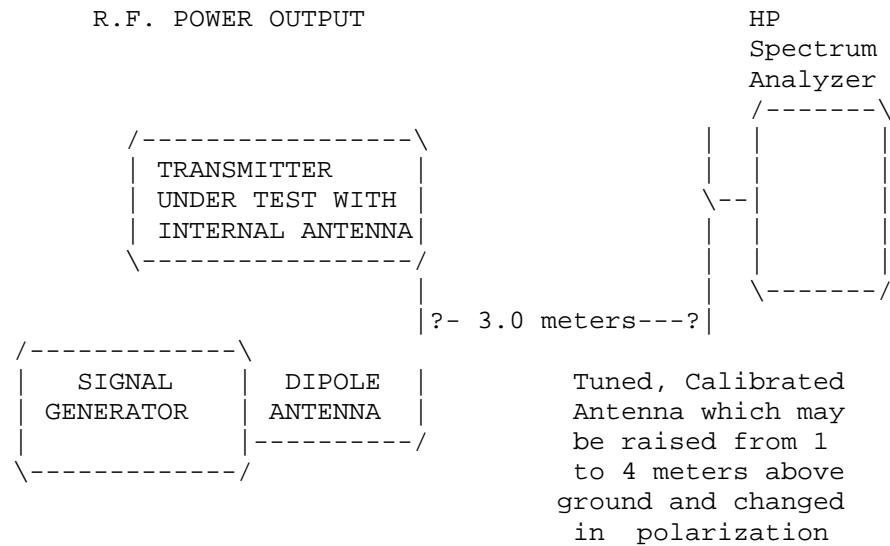 R.F. POWER OUTPUT
HP
Spectrum
Analyzer
TRANSMITTER
UNDER TEST WITH
INTERNAL ANTENNA
|?- 3.0 meters---?|
SIGNAL
GENERATOR
DIPOLE
ANTENNA
Tuned, Calibrated
Antenna which may
be raised from 1
to 4 meters above
ground and changed
in polarization